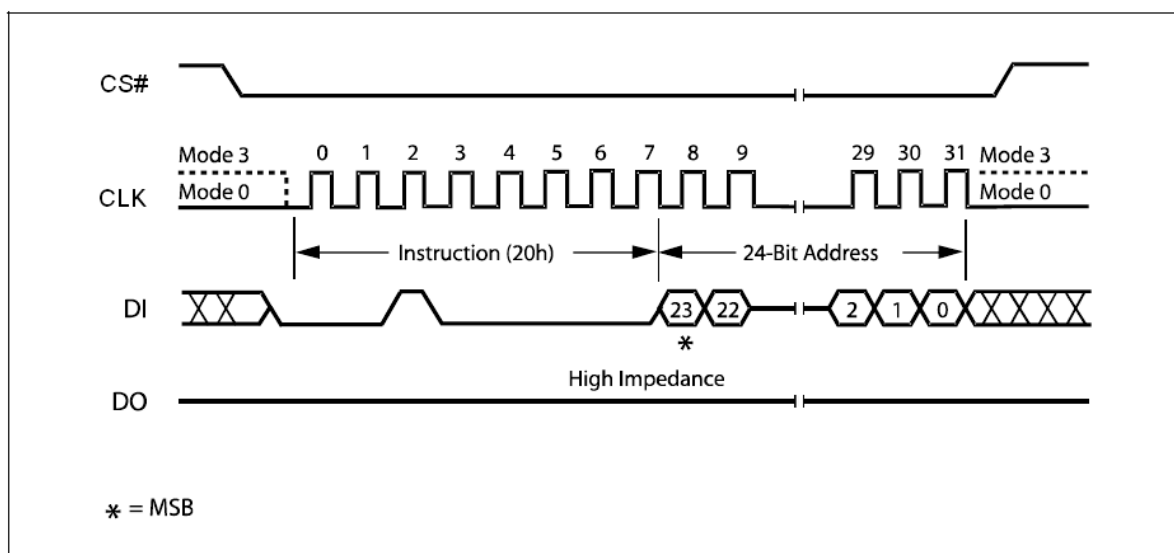 CS#
Mode 3 0 1 2 3 4 5 6 7 8 9 29 30 31 Mode 3
CLK Mode 0 Mode 0
Instruction (20h) 24-Bit Address
DI 23 22 2 1 0
*
High Impedance
DO
* = MSB